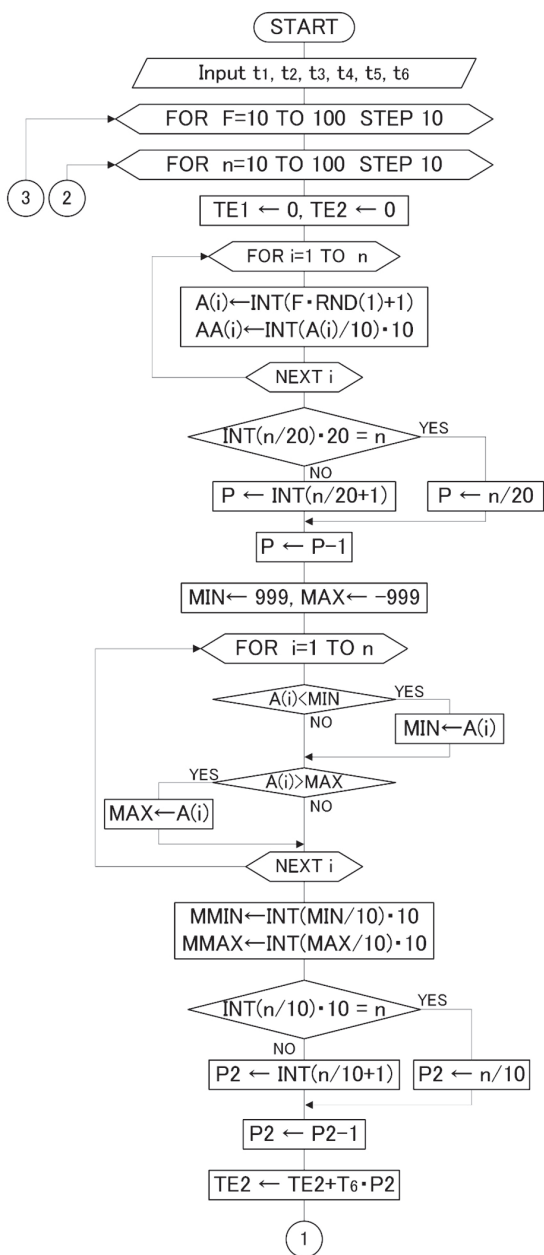 START
Input t1, t2, t3, t4, t5, t6
FOR F=10 TO 100 STEP 10
FOR n=10 TO 100 STEP 10
3
2
TE1 ← 0, TE2 ← 0
FOR i=1 TO n
A(i)←INT(F・RND(1)+1)
AA(i)←INT(A(i)/10)・10
NEXT i
INT(n/20)・20 = n
YES
NO
P ← INT(n/20+1)
P ← n/20
P ← P-1
MIN← 999, MAX← -999
FOR i=1 TO n
A(i)<MIN
YES
NO
MIN←A(i)
YES
A(i)>MAX
NO
MAX←A(i)
NEXT i
MMIN←INT(MIN/10)・10
MMAX←INT(MAX/10)・10
INT(n/10)・10 = n
YES
NO
P2 ← INT(n/10+1)
P2 ← n/10
P2 ← P2-1
TE2 ← TE2+T6・P2
1